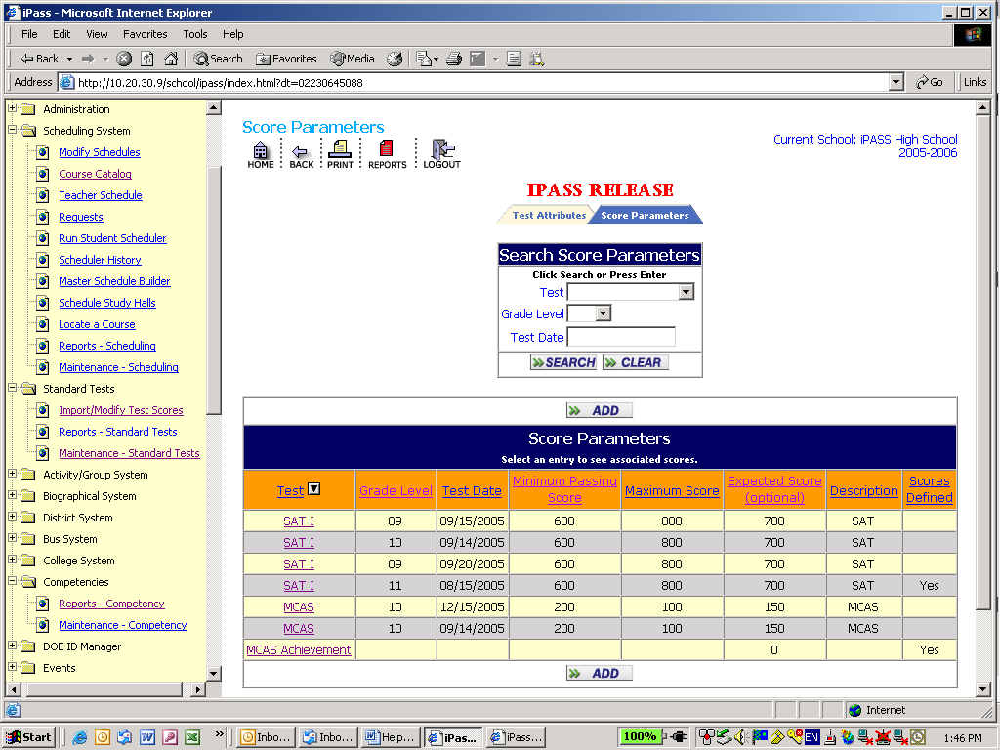 iPass - Microsoft Internet Explorer
File Edit View Favorites Tools Help
Back Search Favorites Media
Address http://10.20.30.9/school/ipass/index.html?dt=02230645088 Go Links
Administration
Scheduling System
Modify Schedules
Course Catalog
Teacher Schedule
Requests
Run Student Scheduler
Scheduler History
Master Schedule Builder
Schedule Study Halls
Locate a Course
Reports - Scheduling
Maintenance - Scheduling
Standard Tests
Import/Modify Test Scores
Reports - Standard Tests
Maintenance - Standard Tests
Activity/Group System
Biographical System
District System
Bus System
College System
Competencies
Reports - Competency
Maintenance - Competency
DOE ID Manager
Events
Score Parameters
HOME BACK PRINT REPORTS LOGOUT
Current School: iPASS High School
2005-2006
IPASS RELEASE
Test Attributes Score Parameters
Search Score Parameters
Click Search or Press Enter
Test
Grade Level
Test Date
SEARCH CLEAR
ADD
Score Parameters
Select an entry to see associated scores.
Test Grade Level Test Date Minimum Passing Score Maximum Score Expected Score (optional) Description Scores Defined
SAT I 09 09/15/2005 600 800 700 SAT
SAT I 10 09/14/2005 600 800 700 SAT
SAT I 09 09/20/2005 600 800 700 SAT
SAT I 11 08/15/2005 600 800 700 SAT Yes
MCAS 10 12/15/2005 200 100 150 MCAS
MCAS 10 09/14/2005 200 100 150 MCAS
MCAS Achievement 0 Yes
ADD
Internet
Start Inbo... Inbo... Help... iPas... iPass... 100% EN 1:46 PM